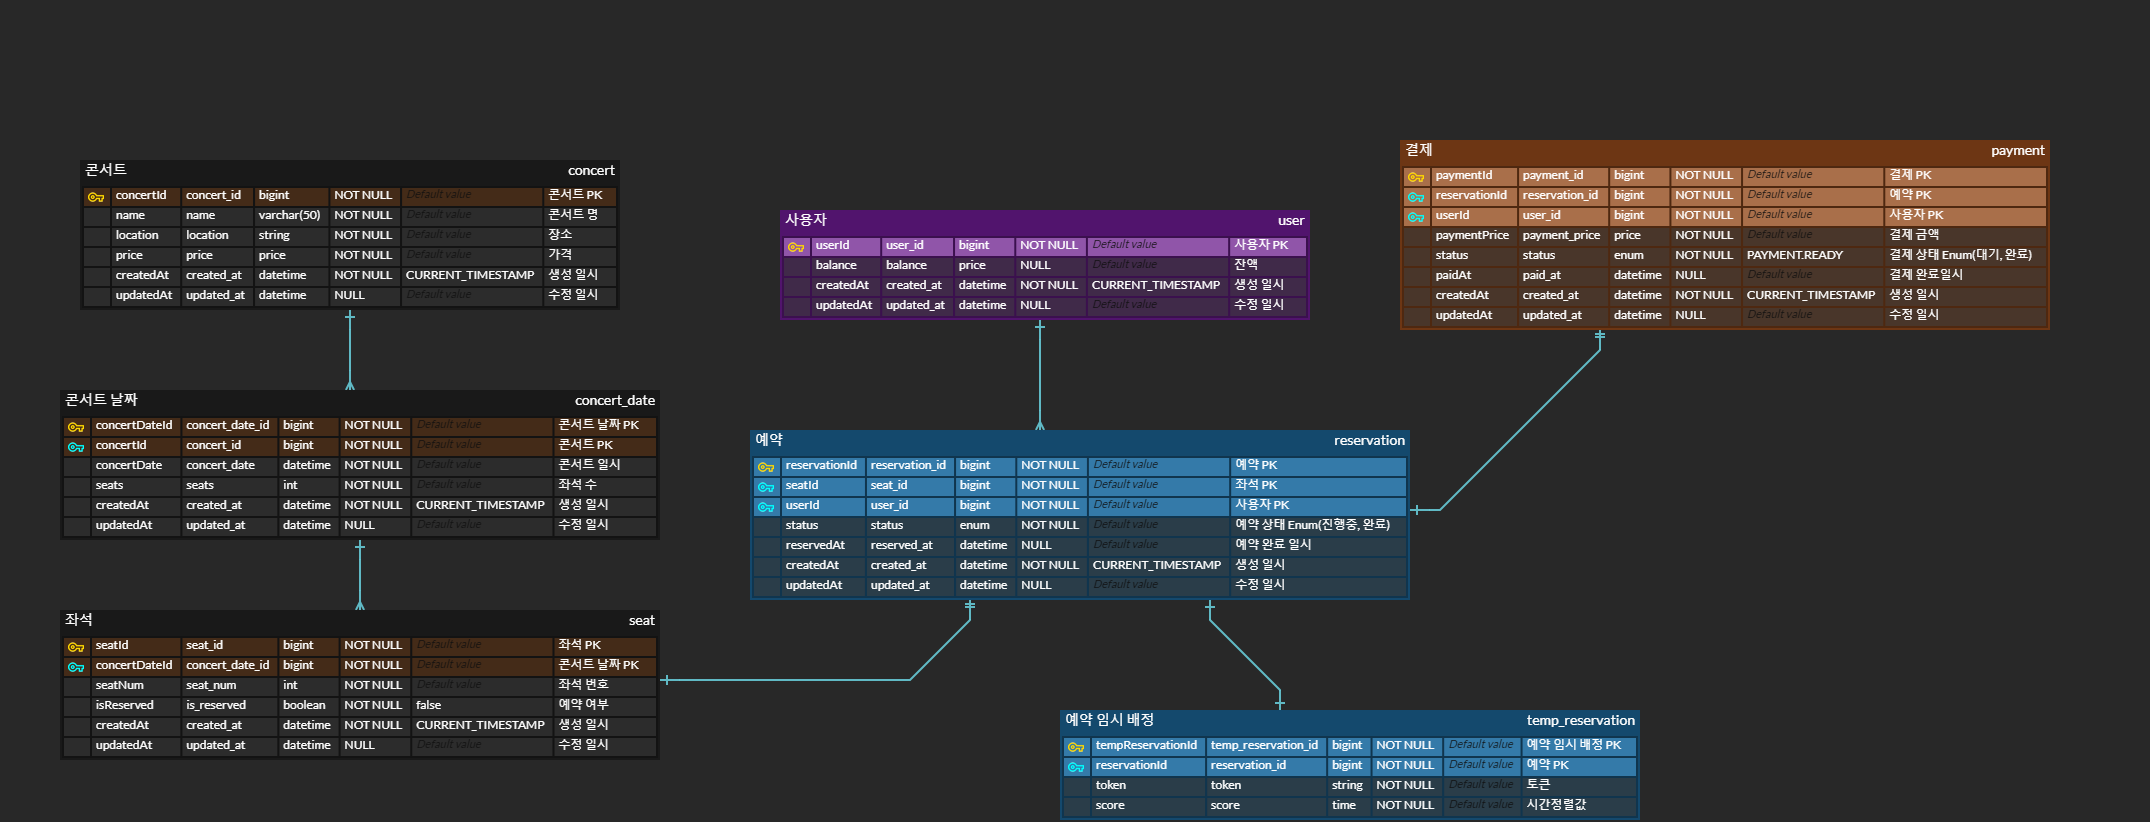 콘서트 concert
concertId concert_id bigint NOT NULL Default value 콘서트 PK
name name varchar(50) NOT NULL Default value 콘서트 명
location location string NOT NULL Default value 장소
price price price NOT NULL Default value 가격
createdAt created_at datetime NOT NULL CURRENT_TIMESTAMP 생성 일시
updatedAt updated_at datetime NULL Default value 수정 일시
콘서트 날짜 concert_date
concertDateId concert_date_id bigint NOT NULL Default value 콘서트 날짜 PK
concertId concert_id bigint NOT NULL Default value 콘서트 PK
concertDate concert_date datetime NOT NULL Default value 콘서트 일시
seats seats int NOT NULL Default value 좌석 수
createdAt created_at datetime NOT NULL CURRENT_TIMESTAMP 생성 일시
updatedAt updated_at datetime NULL Default value 수정 일시
좌석 seat
seatId seat_id bigint NOT NULL Default value 좌석 PK
concertDateId concert_date_id bigint NOT NULL Default value 콘서트 날짜 PK
seatNum seat_num int NOT NULL Default value 좌석 번호
isReserved is_reserved boolean NOT NULL false 예약 여부
createdAt created_at datetime NOT NULL CURRENT_TIMESTAMP 생성 일시
updatedAt updated_at datetime NULL Default value 수정 일시
사용자 user
userId user_id bigint NOT NULL Default value 사용자 PK
balance balance price NULL Default value 잔액
createdAt created_at datetime NOT NULL CURRENT_TIMESTAMP 생성 일시
updatedAt updated_at datetime NULL Default value 수정 일시
예약 reservation
reservationId reservation_id bigint NOT NULL Default value 예약 PK
seatId seat_id bigint NOT NULL Default value 좌석 PK
userId user_id bigint NOT NULL Default value 사용자 PK
status status enum NOT NULL Default value 예약 상태 Enum(진행중, 완료)
reservedAt reserved_at datetime NULL Default value 예약 완료 일시
createdAt created_at datetime NOT NULL CURRENT_TIMESTAMP 생성 일시
updatedAt updated_at datetime NULL Default value 수정 일시
결제 payment
paymentId payment_id bigint NOT NULL Default value 결제 PK
reservationId reservation_id bigint NOT NULL Default value 예약 PK
userId user_id bigint NOT NULL Default value 사용자 PK
paymentPrice payment_price price NOT NULL Default value 결제 금액
status status enum NOT NULL PAYMENT.READY 결제 상태 Enum(대기, 완료)
paidAt paid_at datetime NULL Default value 결제 완료일시
createdAt created_at datetime NOT NULL CURRENT_TIMESTAMP 생성 일시
updatedAt updated_at datetime NULL Default value 수정 일시
예약 임시 배정 temp_reservation
tempReservationId temp_reservation_id bigint NOT NULL Default value 예약 임시 배정 PK
reservationId reservation_id bigint NOT NULL Default value 예약 PK
token token string NOT NULL Default value 토큰
score score time NOT NULL Default value 시간정렬값